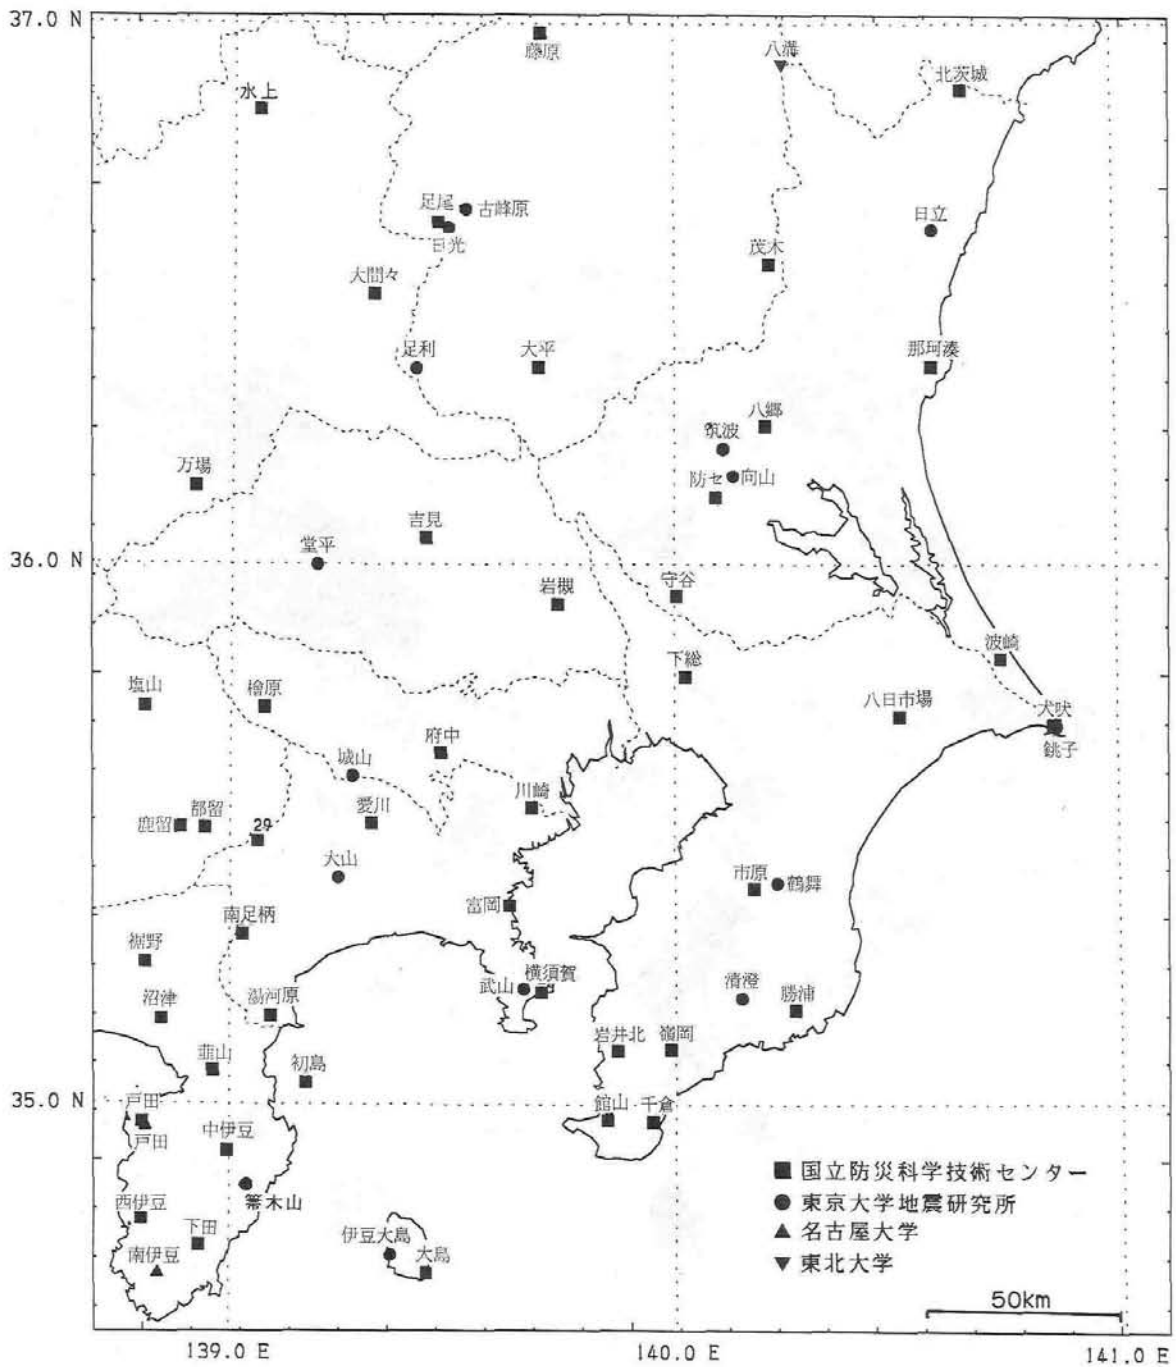 37.0 N
藤原
八溝
北茨城
水上
足尾
古峰原
日光
日立
茂木
大間々
足利
大平
那珂湊
八郷
筑波
向山
防セ
万場
吉見
堂平
36.0 N
岩槻
守谷
波崎
下総
塩山
檜原
八日市場
犬吠
銚子
府中
城山
川崎
愛川
鹿留
都留
29
大山
市原
鶴舞
富岡
南足柄
裾野
武山
横須賀
清澄
勝浦
沼津
湯河原
岩井北
嶺岡
韮山
初島
35.0 N
戸田
戸田
館山
千倉
中伊豆
箒木山
西伊豆
下田
南伊豆
伊豆大島
大島
■ 国立防災科学技術センター
● 東京大学地震研究所
▲ 名古屋大学
▼ 東北大学
50km
139.0 E
140.0 E
141.0 E